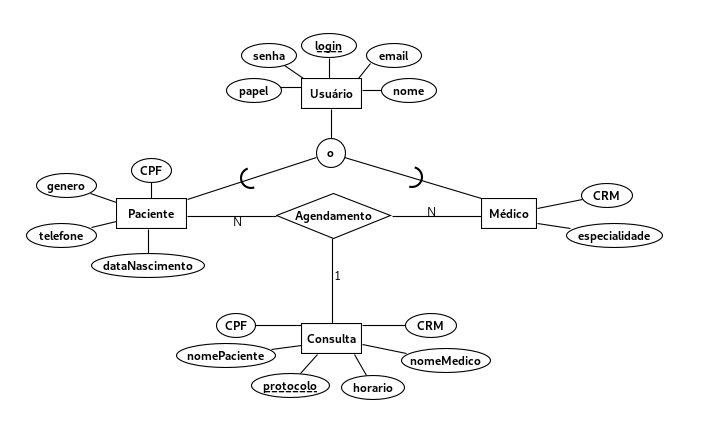 login
senha
email
papel
Usuário
nome
o
CPF
genero
CRM
Paciente
Agendamento
Médico
N
N
telefone
especialidade
dataNascimento
1
CPF
CRM
Consulta
nomePaciente
nomeMedico
protocolo
horario